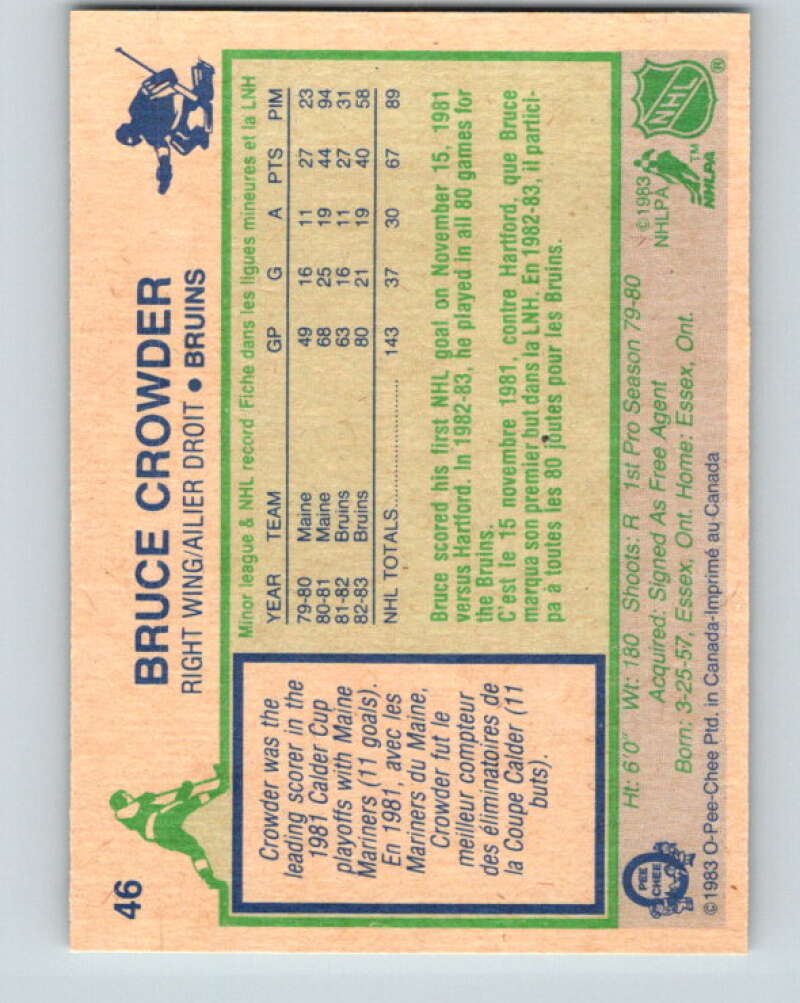 46
BRUCE CROWDER
RIGHT WING/AILIER DROIT • BRUINS
Crowder was the
leading scorer in the
1981 Calder Cup
playoffs with Maine
Mariners (11 goals).
En 1981, avec les
Mariners du Maine,
Crowder fut le
meilleur compteur
des éliminatoires de
la Coupe Calder (11
buts).
Minor league & NHL record/Fiche dans les ligues mineures et la LNH
YEAR TEAM GP G A PTS PIM
79-80 Maine 49 16 11 27 23
80-81 Maine 68 25 19 44 94
81-82 Bruins 63 16 11 27 31
82-83 Bruins 80 21 19 40 58
NHL TOTALS.................... 143 37 30 67 89
Bruce scored his first NHL goal on November 15, 1981
versus Hartford. In 1982-83, he played in all 80 games for
the Bruins.
C'est le 15 novembre 1981, contre Hartford, que Bruce
marqua son premier but dans la LNH. En 1982-83, il partici-
pa à toutes les 80 joutes pour les Bruins.
O
PEE
CHEE
Ht: 6'0" Wt: 180 Shoots: R 1st Pro Season 79-80
Acquired: Signed As Free Agent
Born: 3-25-57, Essex, Ont. Home: Essex, Ont.
© 1983 O-Pee-Chee Ptd. in Canada-Imprimé au Canada
© 1983
NHLPA
NHLPA ™
NHL ®